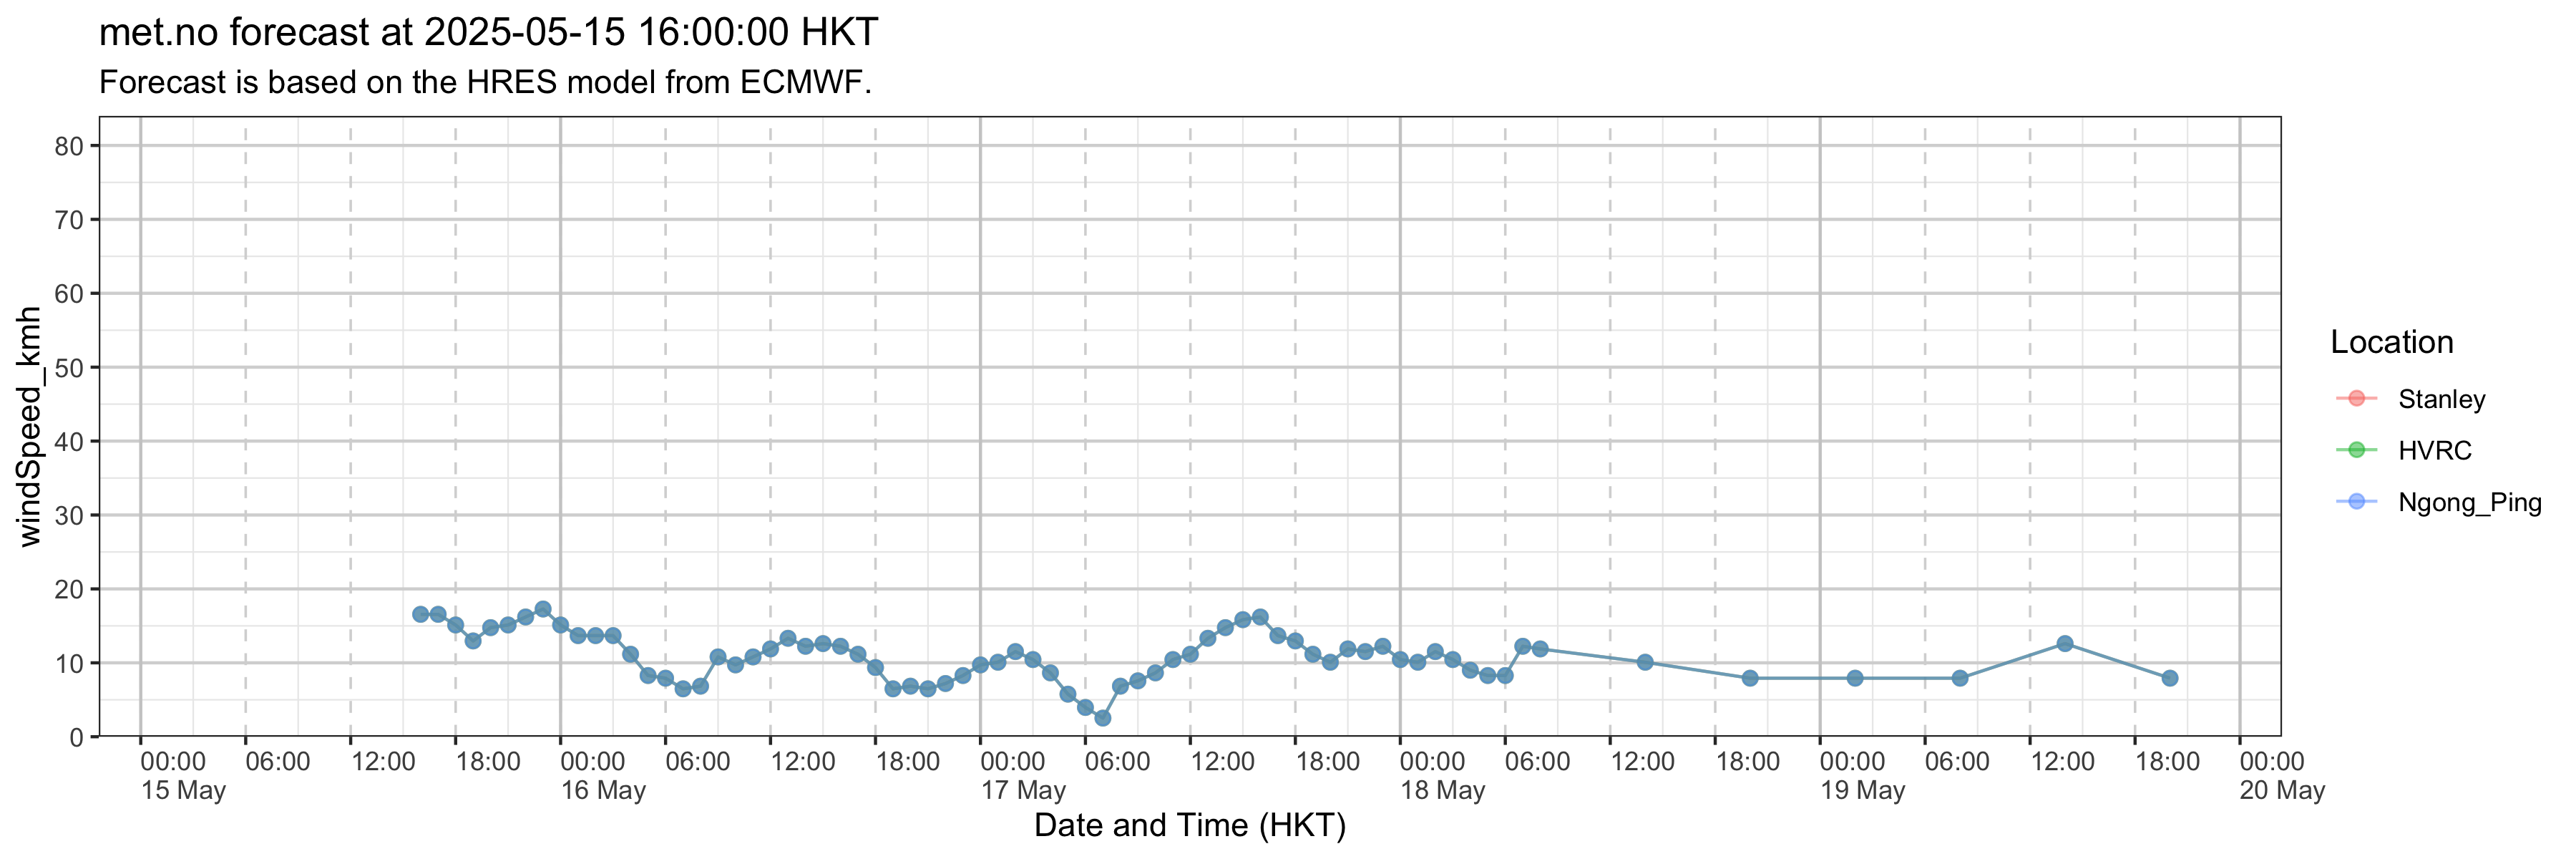 met.no forecast at 2025-05-15 16:00:00 HKT
Forecast is based on the HRES model from ECMWF.
windSpeed_kmh
80
70
60
50
40
30
20
10
0
00:00 06:00 12:00 18:00 00:00 06:00 12:00 18:00 00:00 06:00 12:00 18:00 00:00 06:00 12:00 18:00 00:00 06:00 12:00 18:00 00:00
15 May 16 May 17 May 18 May 19 May 20 May
Date and Time (HKT)
Location
Stanley
HVRC
Ngong_Ping